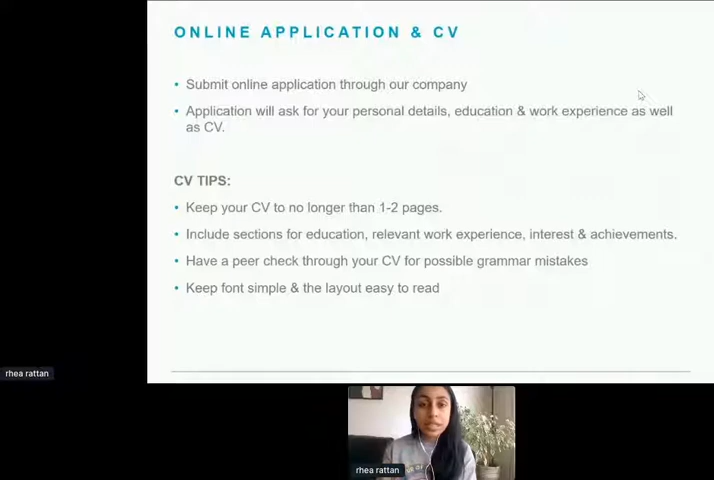 ONLINE APPLICATION & CV
• Submit online application through our company
• Application will ask for your personal details, education & work experience as well
as CV.
CV TIPS:
• Keep your CV to no longer than 1-2 pages.
• Include sections for education, relevant work experience, interest & achievements.
• Have a peer check through your CV for possible grammar mistakes
• Keep font simple & the layout easy to read
rhea rattan
rhea rattan